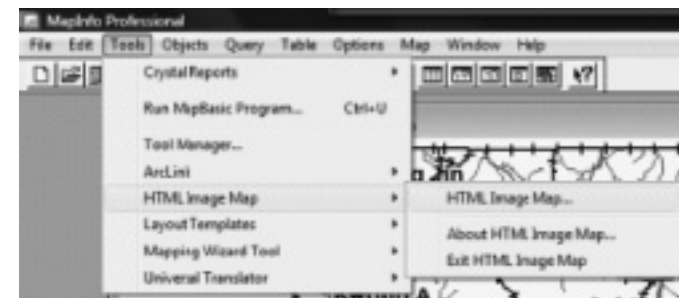 MapInfo Professional
File Edit Tools Objects Query Table Options Map Window Help
Crystal Reports
Run MapBasic Program... Ctrl+U
Tool Manager...
ArcLink
HTML Image Map
Layout Templates
Mapping Wizard Tool
Univeral Translator
HTML Image Map...
About HTML Image Map...
Exit HTML Image Map